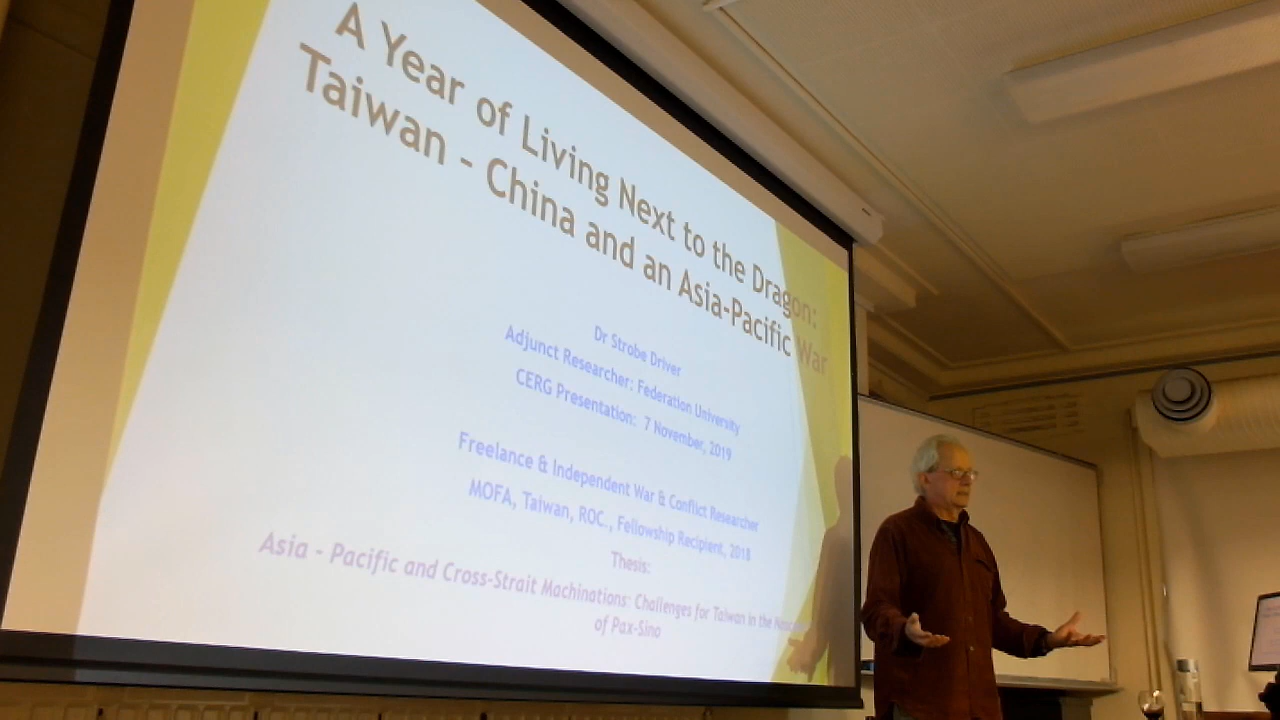 A Year of Living Next to the Dragon:
Taiwan - China and an Asia-Pacific War
Dr Strobe Driver
Adjunct Researcher: Federation University
CERG Presentation: 7 November, 2019
Freelance & Independent War & Conflict Researcher
MOFA, Taiwan, ROC., Fellowship Recipient, 2018
Thesis:
Asia - Pacific and Cross-Strait Machinations: Challenges for Taiwan in the
of Pax-Sino